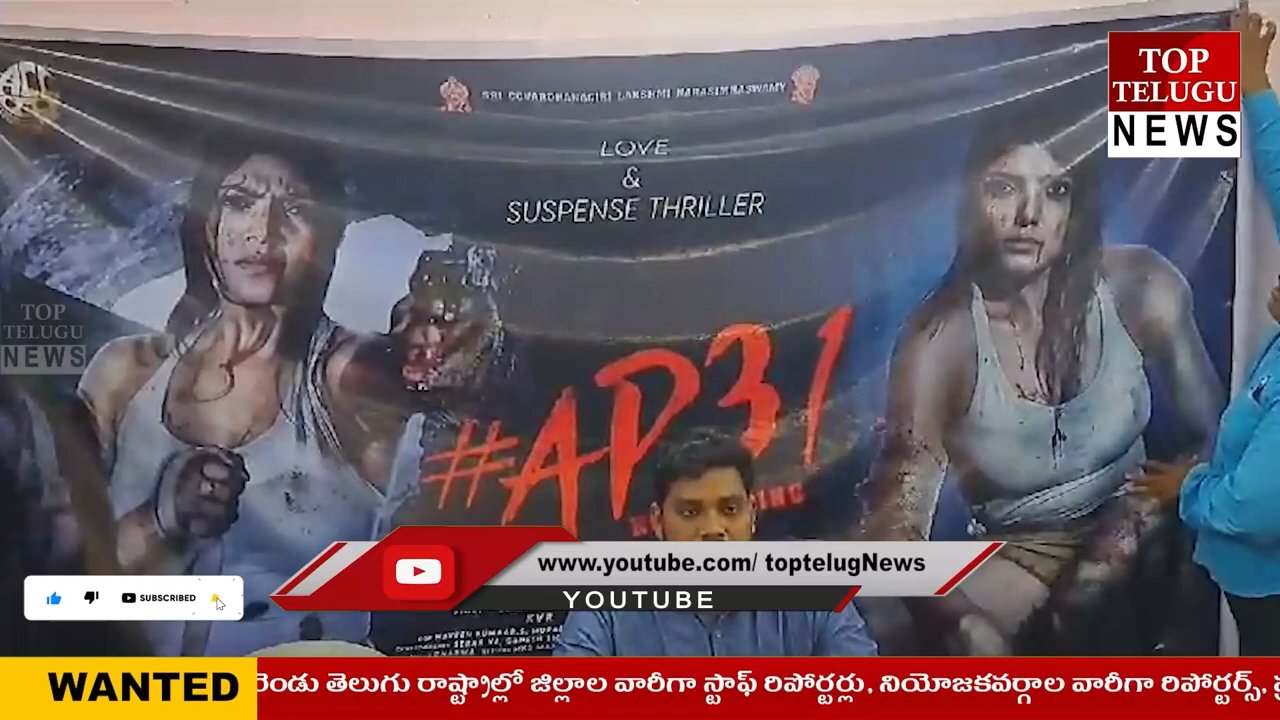 TOP
TELUGU
NEWS
SRI GOVARDHANAGIRI LAKSHMI NARASIMHASWAMY
LOVE
&
SUSPENSE THRILLER
#AP31
TOP
TELUGU
NEWS
www.youtube.com/ toptelugNews
YOUTUBE
SUBSCRIBED
KVR
WANTED
రెండు తెలుగు రాష్ట్రాల్లో జిల్లాల వారీగా స్టాఫ్ రిపోర్టర్లు, నియోజకవర్గాల వారీగా రిపోర్టర్స్,